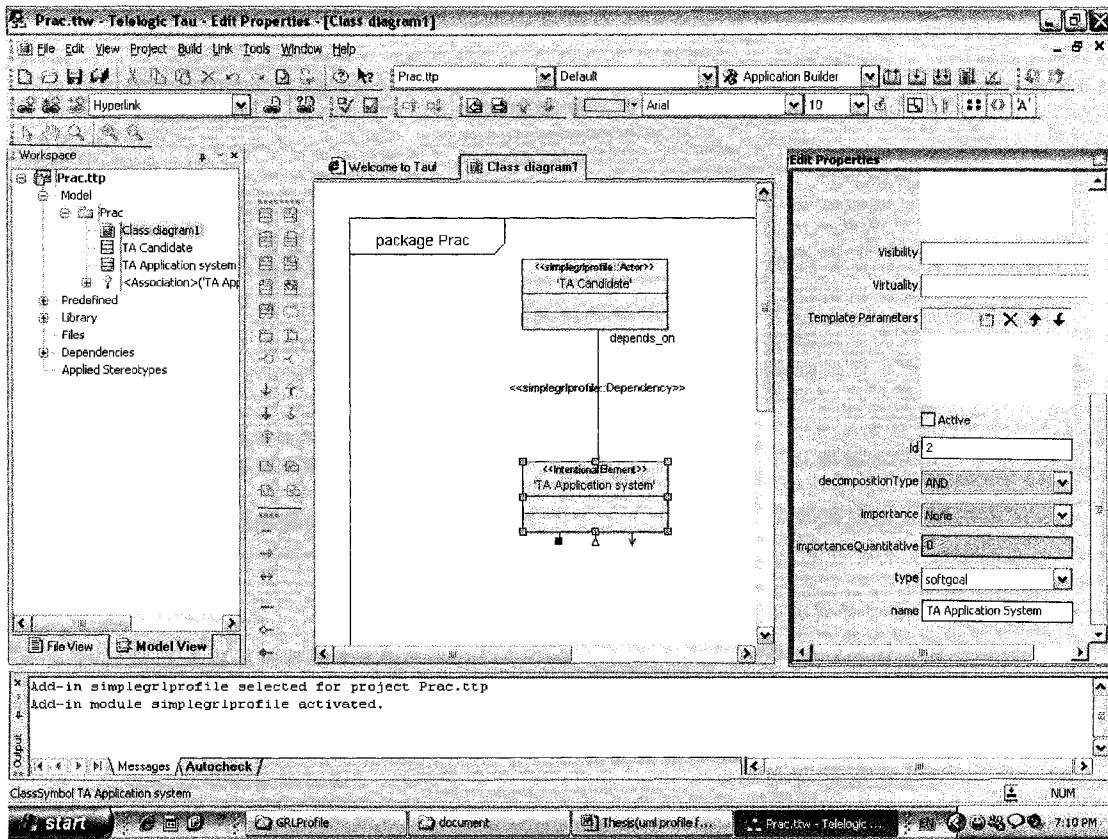 Prac.ttw - Telelogic Tau - Edit Properties - [Class diagram1]
File Edit View Project Build Link Tools Window Help
Prac.ttp Default Application Builder
Hyperlink Arial 10
Workspace
Prac.ttp
Model
Prac
Class diagram1
TA Candidate
TA Application system
<Association>('TA App
Predefined
Library
Files
Dependencies
Applied Stereotypes
File View Model View
Welcome to Tau! Class diagram1
package Prac
<<simplegrlprofile::Actor>>
'TA Candidate'
depends_on
<<simplegrlprofile::Dependency>>
<<IntentionalElement>>
'TA Application system'
Edit Properties
Visibility
Virtuality
Template Parameters
Active
id 2
decompositionType AND
importance None
importanceQuantitative 0
type softgoal
name TA Application System
Add-in simplegrlprofile selected for project Prac.ttp
Add-in module simplegrlprofile activated.
Output
Messages Autocheck
ClassSymbol TA Application system NUM
start GRLProfile document Thesis(uml profile f... Prac.ttw - Telelogic ... EN 7:10 PM